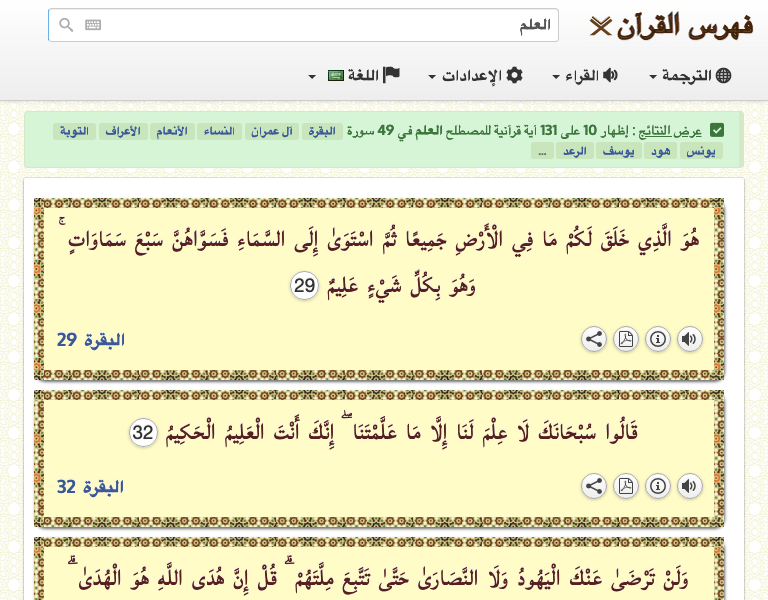 فهرس القرآن
العلم
الترجمة القراء الإعدادات اللغة
عرض النتائج : إظهار 10 على 131 آية قرآنية للمصطلح العلم في 49 سورة البقرة آل عمران النساء الأنعام الأعراف التوبة
يونس هود يوسف الرعد ...
هُوَ الَّذِي خَلَقَ لَكُمْ مَا فِي الْأَرْضِ جَمِيعًا ثُمَّ اسْتَوَىٰ إِلَى السَّمَاءِ فَسَوَّاهُنَّ سَبْعَ سَمَاوَاتٍ ۚ
وَهُوَ بِكُلِّ شَيْءٍ عَلِيمٌ 29
البقرة 29
قَالُوا سُبْحَانَكَ لَا عِلْمَ لَنَا إِلَّا مَا عَلَّمْتَنَا ۖ إِنَّكَ أَنْتَ الْعَلِيمُ الْحَكِيمُ 32
البقرة 32
وَلَنْ تَرْضَىٰ عَنْكَ الْيَهُودُ وَلَا النَّصَارَىٰ حَتَّىٰ تَتَّبِعَ مِلَّتَهُمْ ۗ قُلْ إِنَّ هُدَى اللَّهِ هُوَ الْهُدَىٰ ۗ